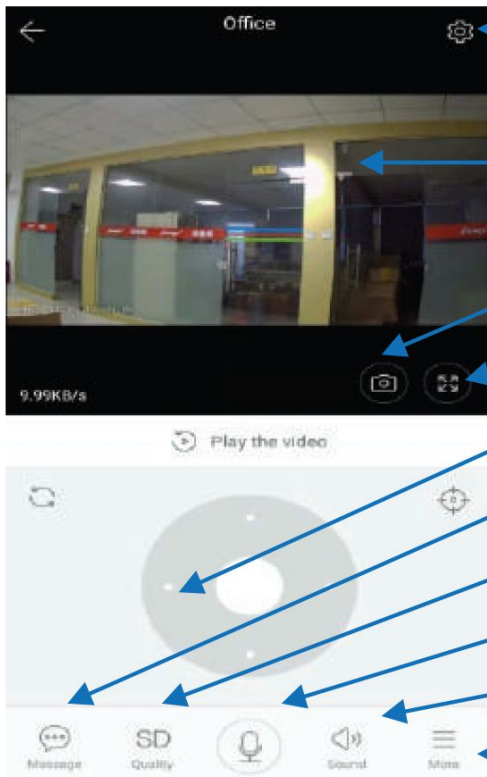 Office
9.99KB/s
Play the video
SD
Message
Quality
Sound
More